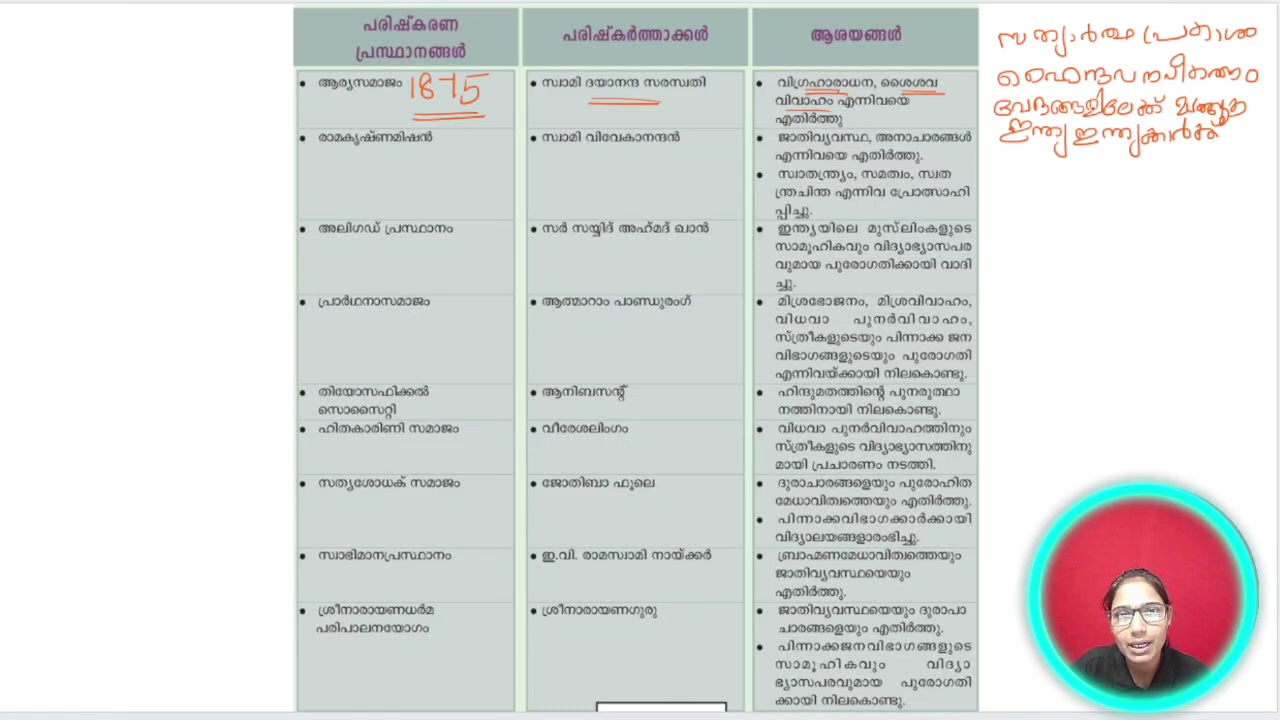 പരിഷ്കരണ
പ്രസ്ഥാനങ്ങൾ
പരിഷ്കർത്താക്കൾ
ആശയങ്ങൾ
• ആര്യസമാജം 1875
• സ്വാമി ദയാനന്ദ സരസ്വതി
• വിഗ്രഹാരാധന, ശൈശവ
വിവാഹം എന്നിവയെ
എതിർത്തു
• രാമകൃഷ്ണമിഷൻ
• സ്വാമി വിവേകാനന്ദൻ
• ജാതിവ്യവസ്ഥ, അനാചാരങ്ങൾ
എന്നിവയെ എതിർത്തു.
• സ്വാതന്ത്ര്യം, സമത്വം, സ്വത
ന്ത്രചിന്ത എന്നിവ പ്രോത്സാഹി
പ്പിച്ചു.
• അലിഗഡ് പ്രസ്ഥാനം
• സർ സയ്യിദ് അഹ്മദ് ഖാൻ
• ഇന്ത്യയിലെ മുസ്ലിംകളുടെ
സാമൂഹികവും വിദ്യാഭ്യാസപര
വുമായ പുരോഗതിക്കായി വാദി
ച്ചു.
• പ്രാർഥനാസമാജം
• ആത്മാറാം പാണ്ഡുരംഗ്
• മിശ്രഭോജനം, മിശ്രവിവാഹം,
വിധവാ പുനർവിവാഹം,
സ്ത്രീകളുടെയും പിന്നാക്ക ജന
വിഭാഗങ്ങളുടെയും പുരോഗതി
എന്നിവയ്ക്കായി നിലകൊണ്ടു.
• തിയോസഫിക്കൽ
സൊസൈറ്റി
• ആനിബസന്റ്
• ഹിന്ദുമതത്തിന്റെ പുനരുത്ഥാ
നത്തിനായി നിലകൊണ്ടു.
• ഹിതകാരിണി സമാജം
• വീരേശലിംഗം
• വിധവാ പുനർവിവാഹത്തിനും
സ്ത്രീകളുടെ വിദ്യാഭ്യാസത്തിനു
മായി പ്രചാരണം നടത്തി.
• സത്യശോധക് സമാജം
• ജോതിബാ ഫൂലെ
• ദുരാചാരങ്ങളെയും പുരോഹിത
മേധാവിത്വത്തെയും എതിർത്തു.
• പിന്നാക്കവിഭാഗക്കാർക്കായി
വിദ്യാലയങ്ങളാരംഭിച്ചു.
• സ്വാഭിമാനപ്രസ്ഥാനം
• ഇ.വി. രാമസ്വാമി നായ്ക്കർ
• ബ്രാഹ്മണമേധാവിത്വത്തെയും
ജാതിവ്യവസ്ഥയെയും
എതിർത്തു.
• ശ്രീനാരായണധർമ
പരിപാലനയോഗം
• ശ്രീനാരായണഗുരു
• ജാതിവ്യവസ്ഥയെയും ദുരാപാ
ചാരങ്ങളെയും എതിർത്തു.
• പിന്നാക്കജനവിഭാഗങ്ങളുടെ
സാമൂഹികവും വിദ്യാ
ഭ്യാസപരവുമായ പുരോഗതി
ക്കായി നിലകൊണ്ടു.
സത്യാർത്ഥ പ്രകാശം
വേദങ്ങളിലേക്ക് മടങ്ങുക
ഇന്ത്യ ഇന്ത്യക്കാർക്ക്